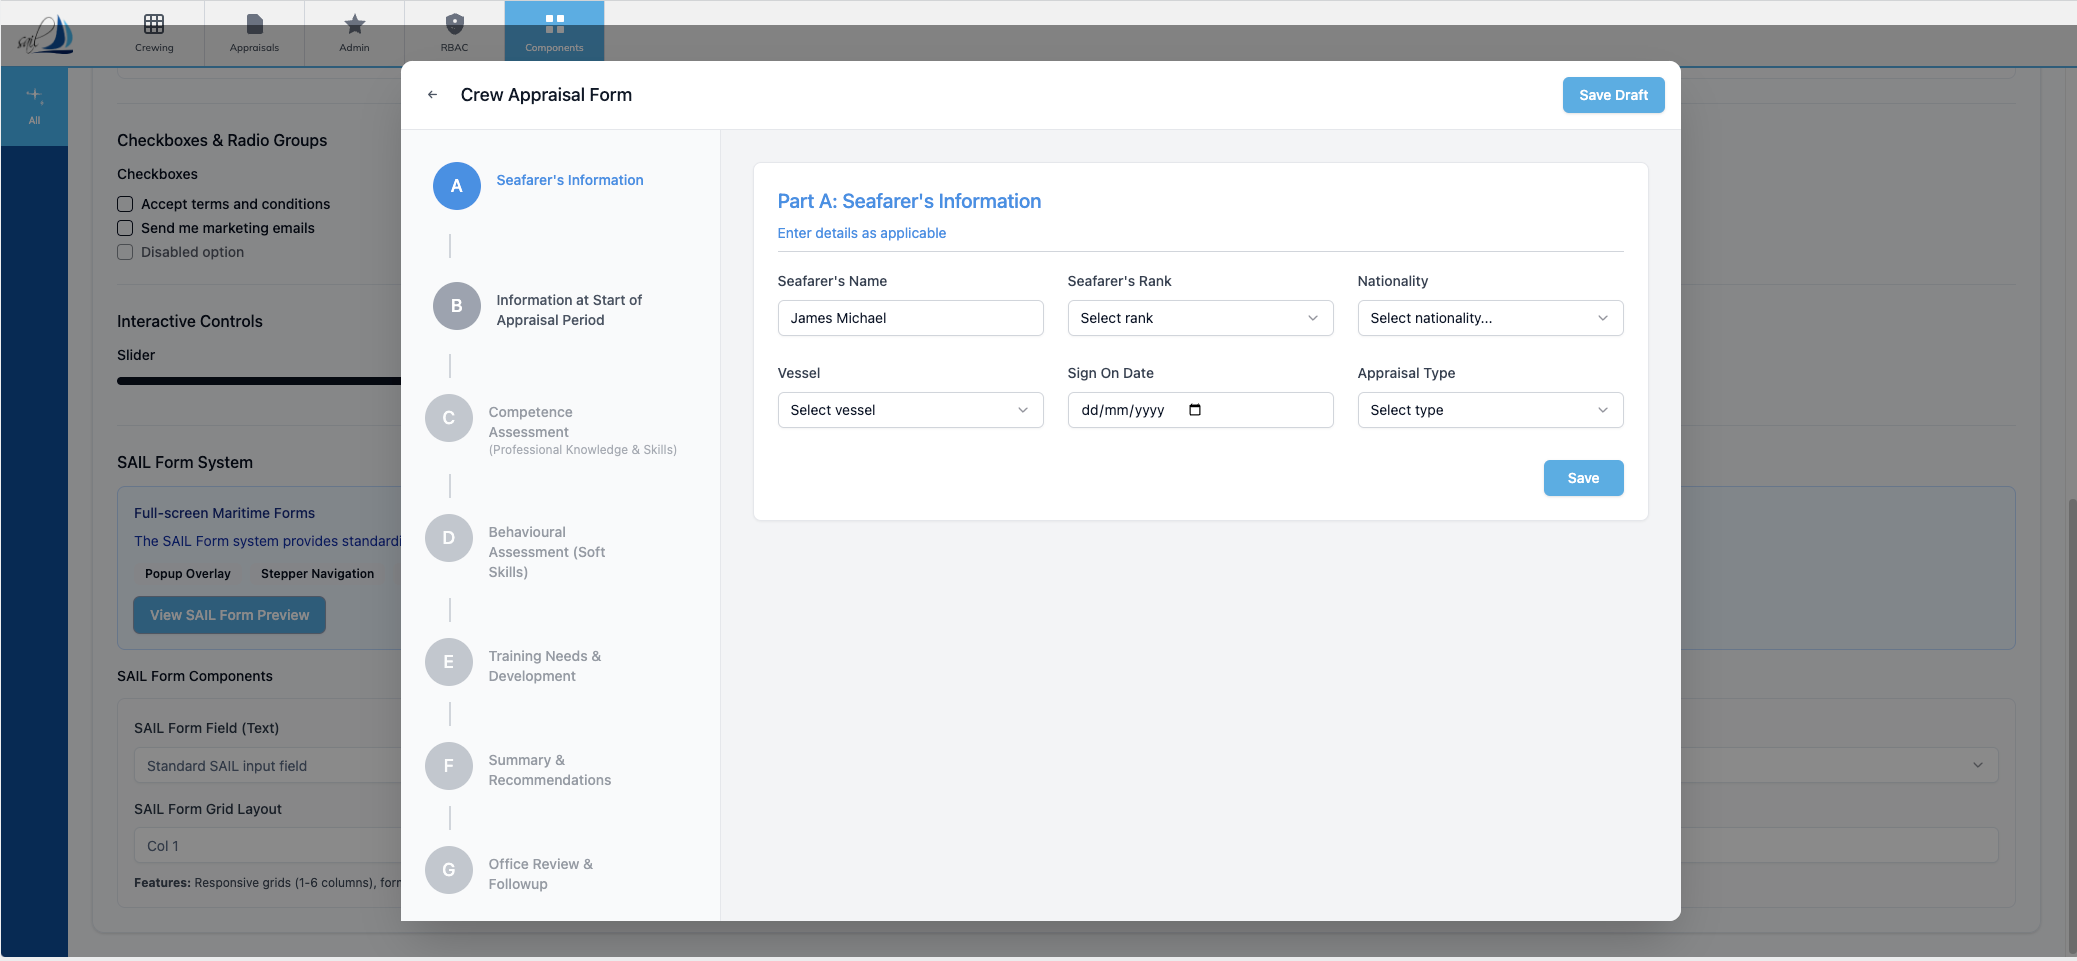 sail
Crewing
Appraisals
Admin
RBAC
Components
All
Checkboxes & Radio Groups
Checkboxes
Accept terms and conditions
Send me marketing emails
Disabled option
Interactive Controls
Slider
SAIL Form System
Full-screen Maritime Forms
The SAIL Form system provides
Popup Overlay
Stepper Navigation
View SAIL Form Preview
SAIL Form Components
SAIL Form Field (Text)
Standard SAIL input field
SAIL Form Grid Layout
Col 1
Features: Responsive grids (1-6 columns),
Crew Appraisal Form
Save Draft
A
Seafarer's Information
B
Information at Start of
Appraisal Period
C
Competence
Assessment
(Professional Knowledge & Skills)
D
Behavioural
Assessment (Soft
Skills)
E
Training Needs &
Development
F
Summary &
Recommendations
G
Office Review &
Followup
Part A: Seafarer's Information
Enter details as applicable
Seafarer's Name
James Michael
Seafarer's Rank
Select rank
Nationality
Select nationality...
Vessel
Select vessel
Sign On Date
dd/mm/yyyy
Appraisal Type
Select type
Save